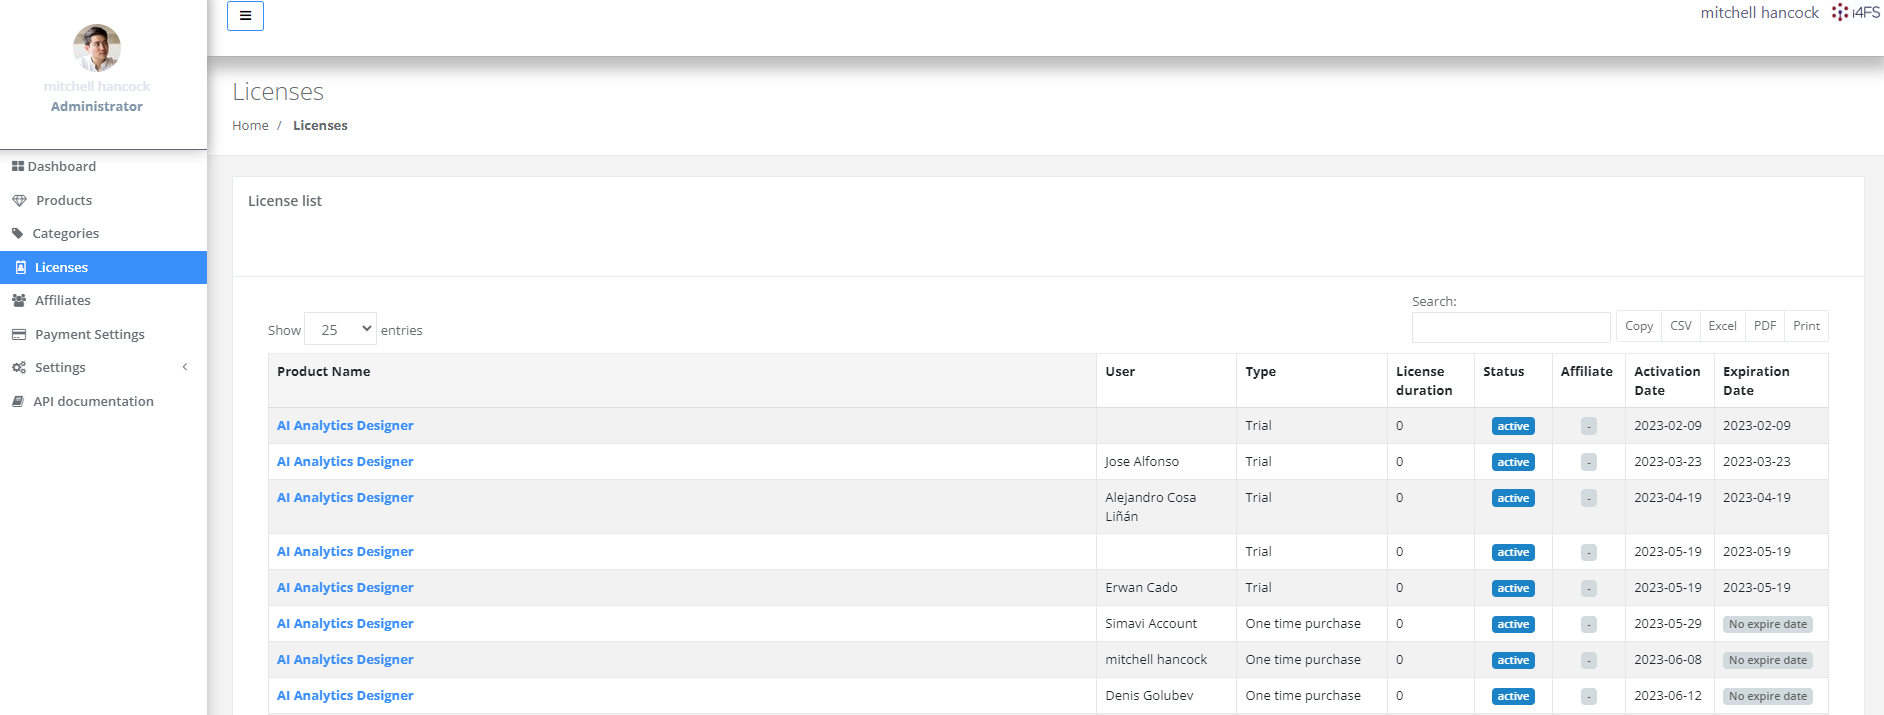 mitchell hancock i4FS
mitchell hancock
Administrator
Dashboard
Products
Categories
Licenses
Affiliates
Payment Settings
Settings
API documentation
Licenses
Home / Licenses
License list
Show 25 entries
Search:
Copy CSV Excel PDF Print
Product Name User Type License duration Status Affiliate Activation Date Expiration Date
AI Analytics Designer Trial 0 active - 2023-02-09 2023-02-09
AI Analytics Designer Jose Alfonso Trial 0 active - 2023-03-23 2023-03-23
AI Analytics Designer Alejandro Cosa Liñán Trial 0 active - 2023-04-19 2023-04-19
AI Analytics Designer Trial 0 active - 2023-05-19 2023-05-19
AI Analytics Designer Erwan Cado Trial 0 active - 2023-05-19 2023-05-19
AI Analytics Designer Simavi Account One time purchase 0 active - 2023-05-29 No expire date
AI Analytics Designer mitchell hancock One time purchase 0 active - 2023-06-08 No expire date
AI Analytics Designer Denis Golubev One time purchase 0 active - 2023-06-12 No expire date